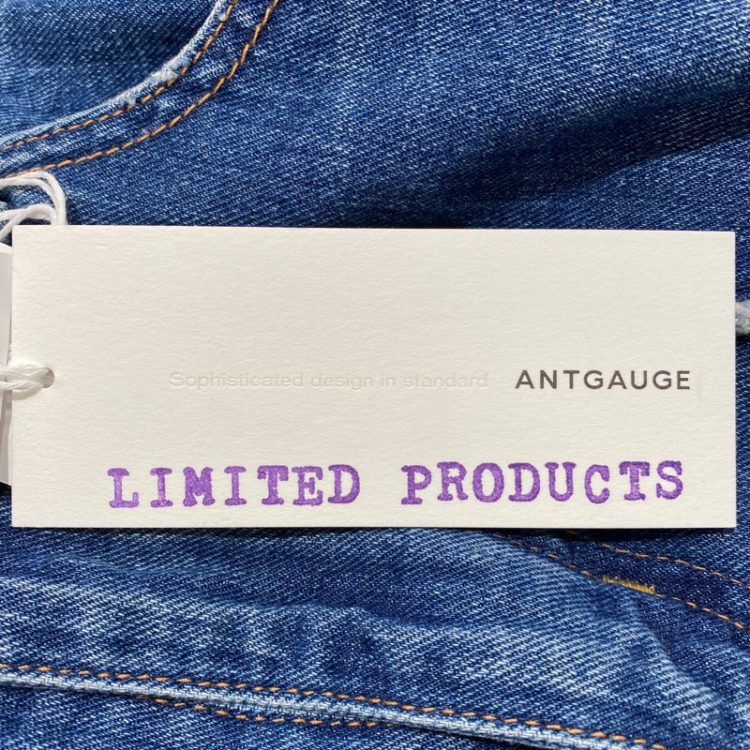 Sophisticated design in standard ANTGAUGE
LIMITED PRODUCTS